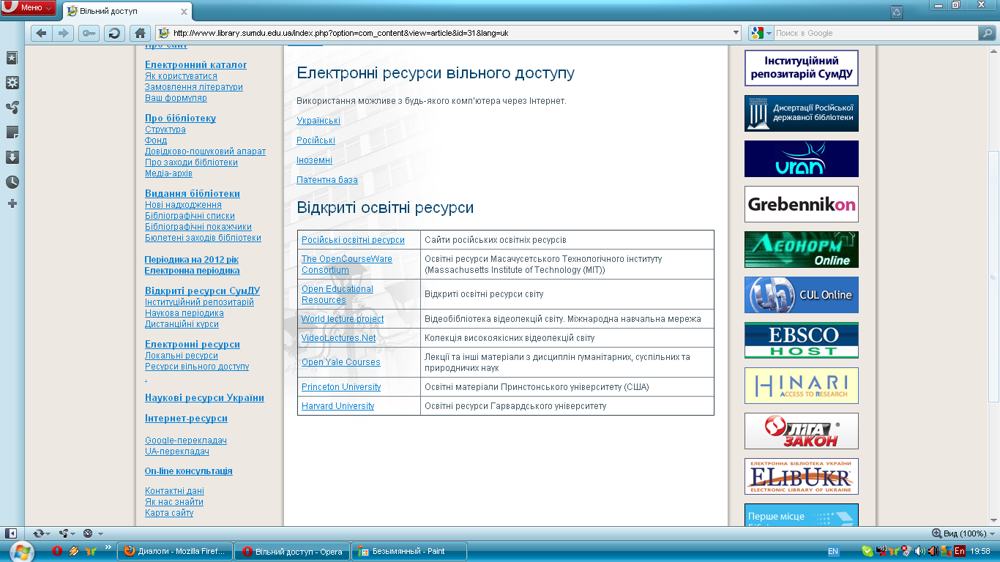 Меню
Вільний доступ
http://www.library.sumdu.edu.ua/index.php?option=com_content&view=article&id=31&lang=uk
Поиск в Google
Про сайт
Електронний каталог
Як користуватися
Замовлення літератури
Ваш формуляр
Про бібліотеку
Структура
Фонд
Довідково-пошуковий апарат
Про заходи бібліотеки
Медіа-архів
Видання бібліотеки
Нові надходження
Бібліографічні списки
Бібліографічні покажчики
Бюлетені заходів бібліотеки
Періодика на 2012 рік
Електронна періодика
Відкриті ресурси СумДУ
Інституційний репозитарій
Наукова періодика
Дистанційні курси
Електронні ресурси
Локальні ресурси
Ресурси вільного доступу
.
Наукові ресурси України
Інтернет-ресурси
Google-перекладач
UA-перекладач
On-line консультація
Контактні дані
Як нас знайти
Карта сайту
Електронні ресурси вільного доступу
Використання можливе з будь-якого комп'ютера через Інтернет.
Українські
Російські
Іноземні
Патентна база
Відкриті освітні ресурси
Російські освітні ресурси Сайти російських освітніх ресурсів
The OpenCourseWare Consortium Освітні ресурси Масачусетського Технологічного інституту
(Massachusetts Institute of Technology (MIT))
Open Educational Resources Відкриті освітні ресурси світу
World lecture project Відеобібліотека відеолекцій світу. Міжнародна навчальна мережа
VideoLectures.Net Колекція високоякісних відеолекцій світу
Open Yale Courses Лекції та інші матеріали з дисциплін гуманітарних, суспільних та
природничих наук
Princeton University Освітні матеріали Принстонського університету (США)
Harvard University Освітні ресурси Гарвардського університету
Інституційний
репозитарій СумДУ
Дисертації Російської
державної бібліотеки
uran
Grebennikon
Леонорм
Online
CUL Online
EBSCO
HOST
HINARI
ACCESS TO RESEARCH
ЛІГА
ЗАКОН
ЕЛЕКТРОННА БІБЛІОТЕКА УКРАЇНИ
ELIBUKR
ELECTRONIC LIBRARY OF UKRAINE
Перше місце
Вид (100%)
Диалоги - Mozilla Firef...
Вільний доступ - Opera
Безымянный - Paint
EN
En
19:58